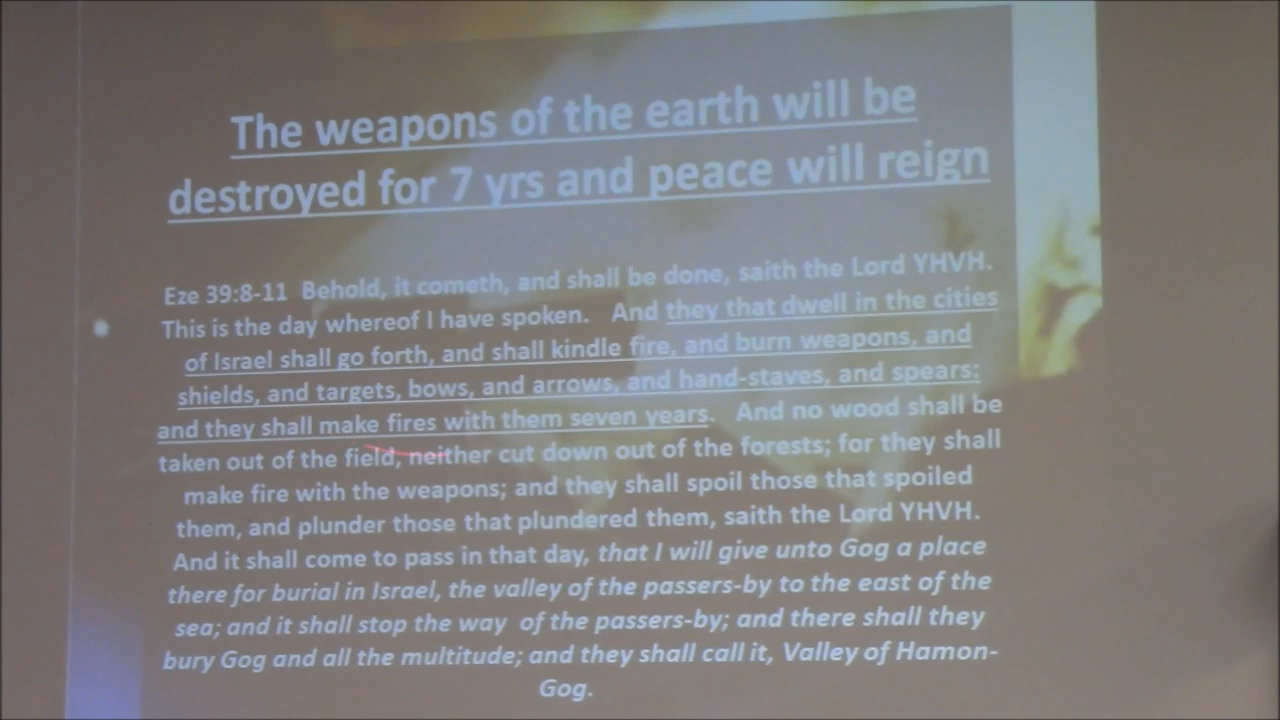 The weapons of the earth will be
destroyed for 7 yrs and peace will reign
Eze 39:8-11 Behold, it cometh, and shall be done, saith the Lord YHVH.
This is the day whereof I have spoken. And they that dwell in the cities
of Israel shall go forth, and shall kindle fire, and burn weapons, and
shields, and targets, bows, and arrows, and hand-staves, and spears:
and they shall make fires with them seven years. And no wood shall be
taken out of the field, neither cut down out of the forests; for they shall
make fire with the weapons; and they shall spoil those that spoiled
them, and plunder those that plundered them, saith the Lord YHVH.
And it shall come to pass in that day, that I will give unto Gog a place
there for burial in Israel, the valley of the passers-by to the east of the
sea; and it shall stop the way of the passers-by; and there shall they
bury Gog and all the multitude; and they shall call it, Valley of Hamon-
Gog.